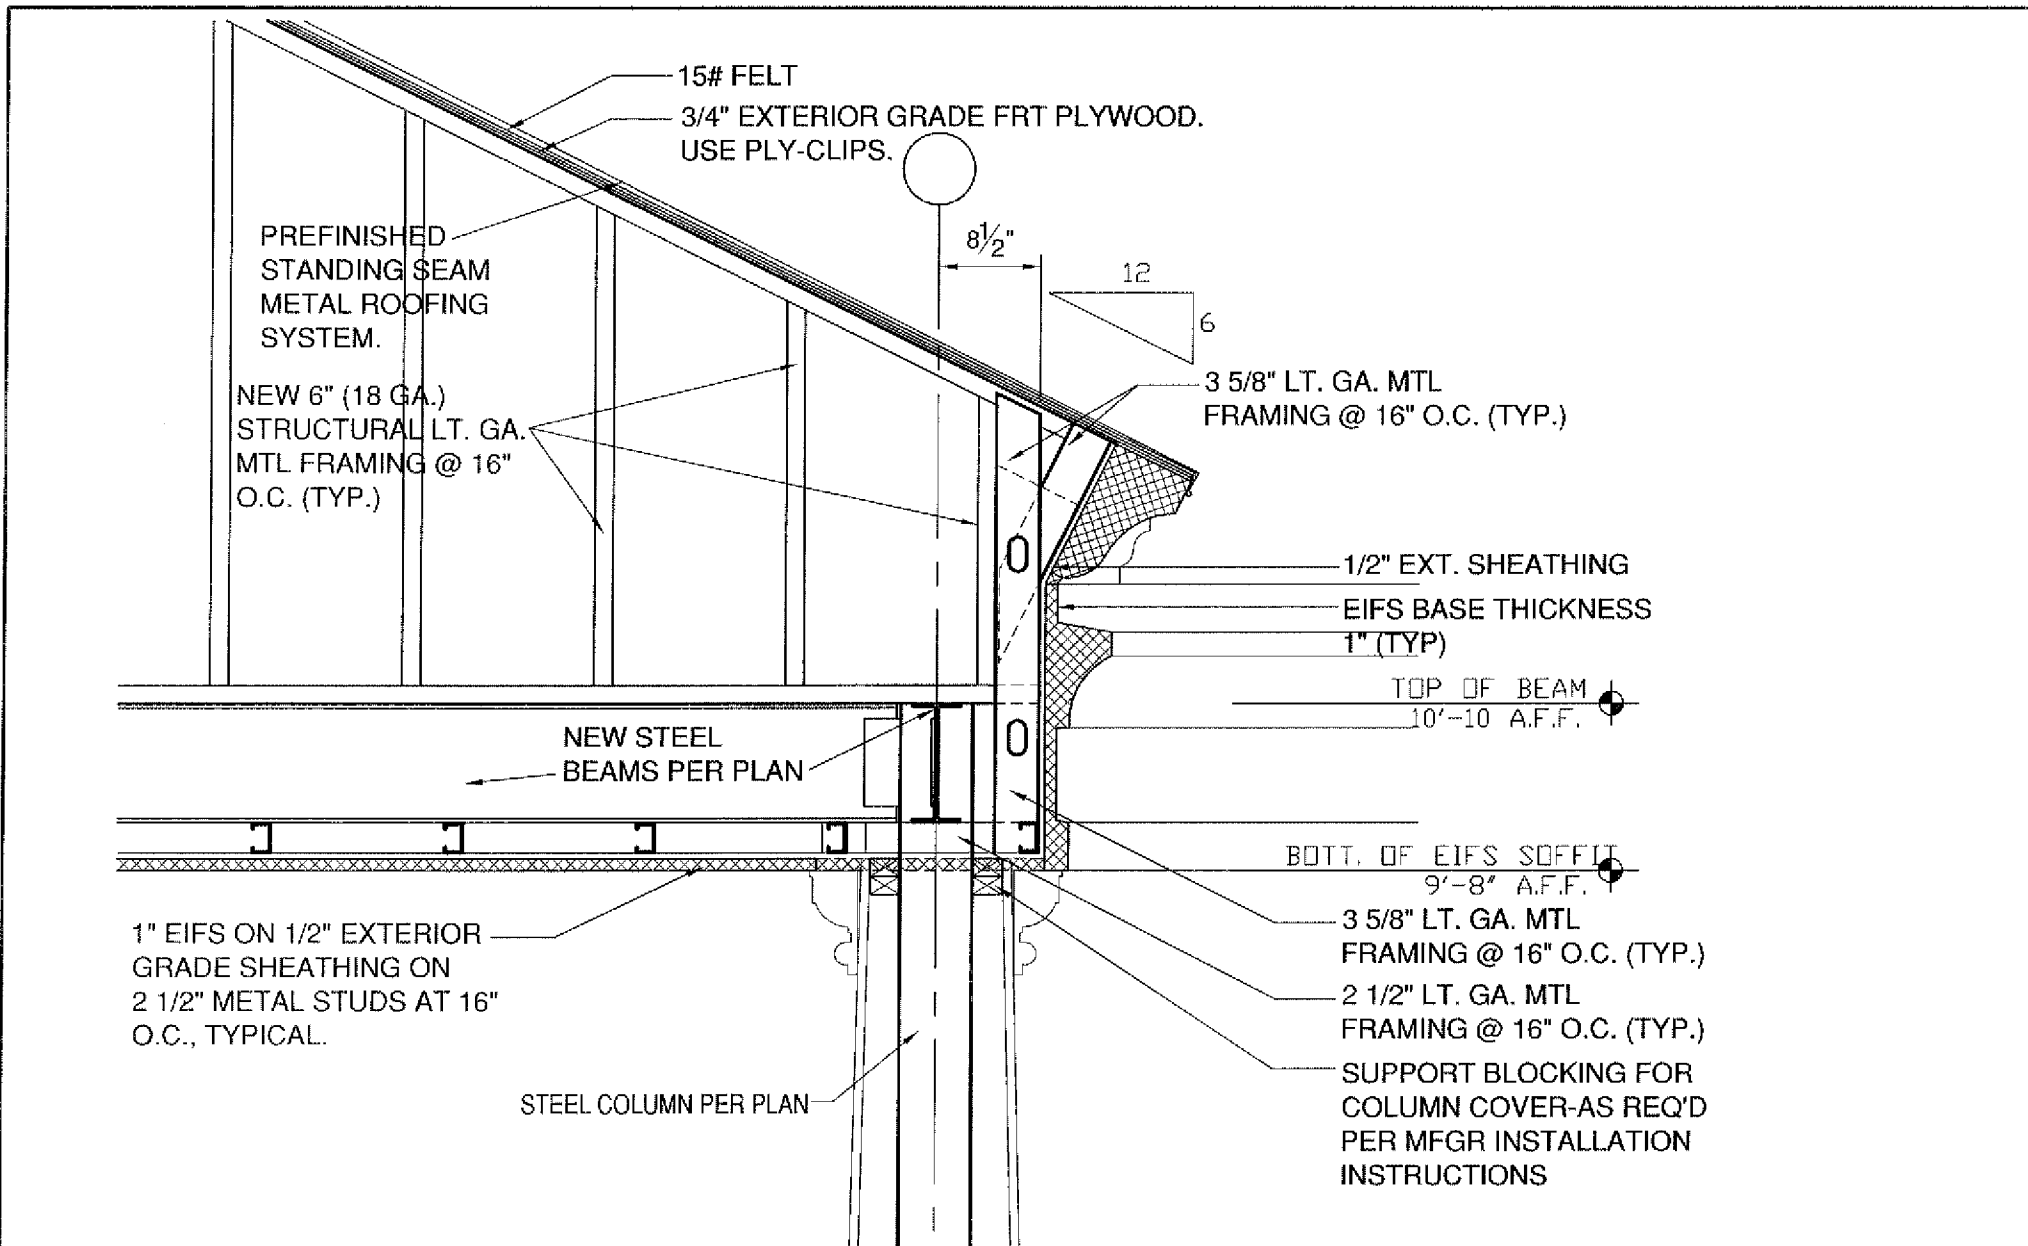 15# FELT
3/4" EXTERIOR GRADE FRT PLYWOOD.
USE PLY-CLIPS.
PREFINISHED
STANDING SEAM
METAL ROOFING
SYSTEM.
8½"
12
6
NEW 6" (18 GA.)
STRUCTURAL LT. GA.
MTL FRAMING @ 16"
O.C. (TYP.)
3 5/8" LT. GA. MTL
FRAMING @ 16" O.C. (TYP.)
1/2" EXT. SHEATHING
EIFS BASE THICKNESS
1" (TYP)
TOP OF BEAM
10'-10 A.F.F.
NEW STEEL
BEAMS PER PLAN
BOTT. OF EIFS SOFFIT
9'-8" A.F.F.
1" EIFS ON 1/2" EXTERIOR
GRADE SHEATHING ON
2 1/2" METAL STUDS AT 16"
O.C., TYPICAL.
3 5/8" LT. GA. MTL
FRAMING @ 16" O.C. (TYP.)
2 1/2" LT. GA. MTL
FRAMING @ 16" O.C. (TYP.)
STEEL COLUMN PER PLAN
SUPPORT BLOCKING FOR
COLUMN COVER-AS REQ'D
PER MFGR INSTALLATION
INSTRUCTIONS